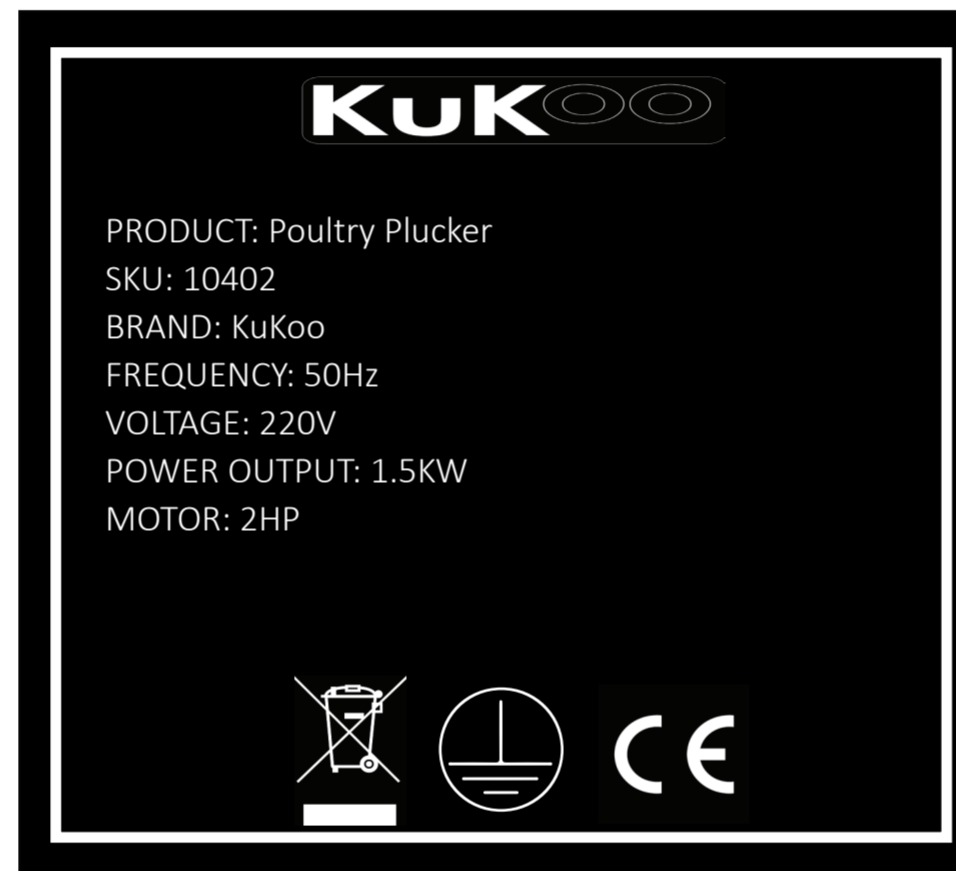 KuKoo
PRODUCT: Poultry Plucker
SKU: 10402
BRAND: KuKoo
FREQUENCY: 50Hz
VOLTAGE: 220V
POWER OUTPUT: 1.5KW
MOTOR: 2HP
CE